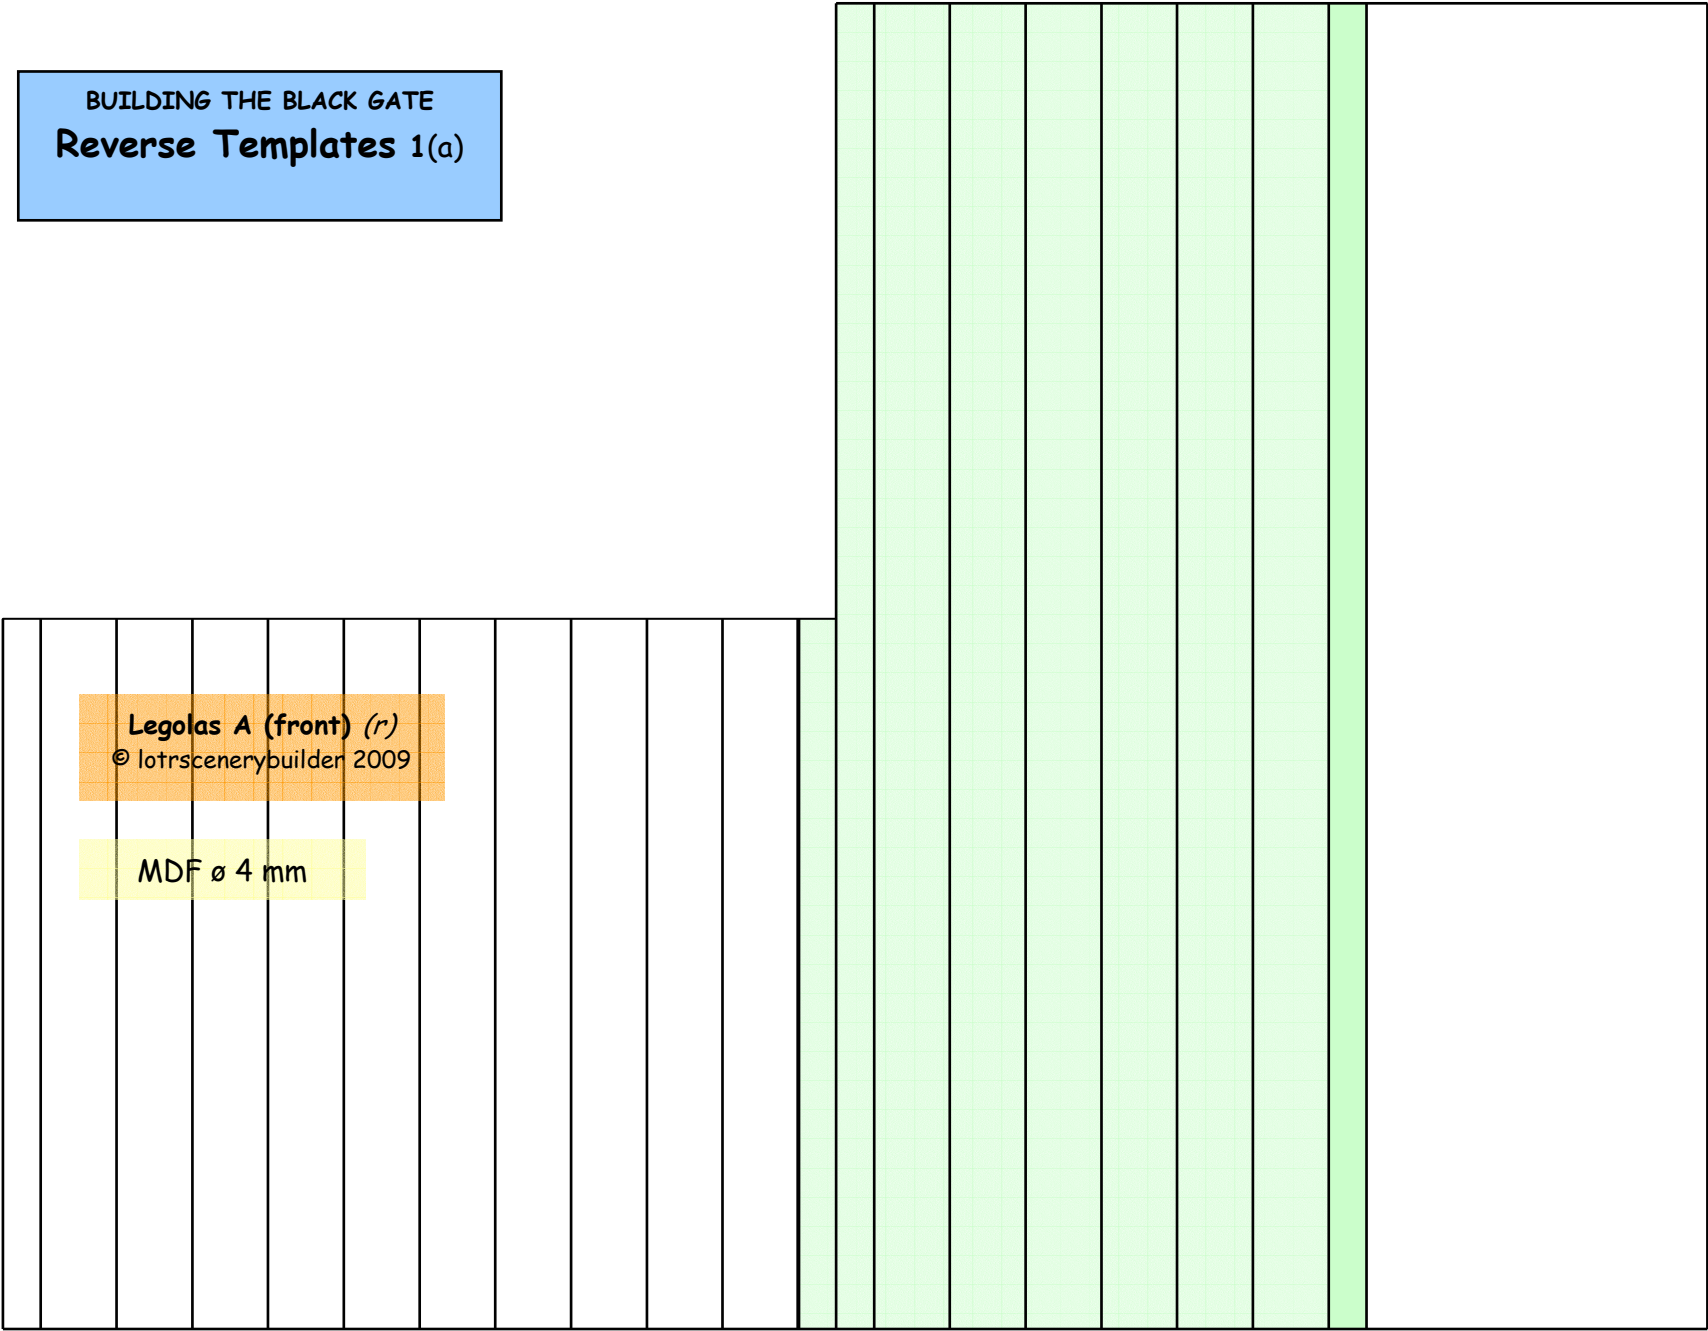 BUILDING THE BLACK GATE
Reverse Templates 1(a)
Legolas A (front) (r)
© lotrscenerybuilder 2009
MDF ø 4 mm